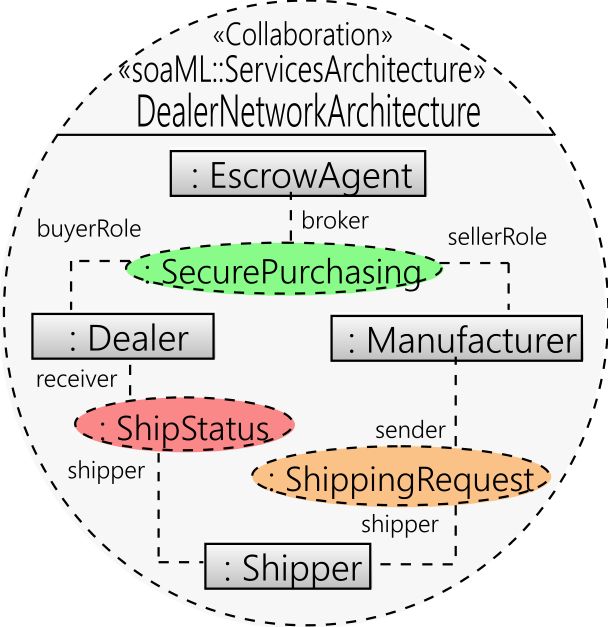 «Collaboration»
«soaML::ServicesArchitecture»
DealerNetworkArchitecture
: EscrowAgent
broker
buyerRole
sellerRole
: SecurePurchasing
: Dealer
: Manufacturer
receiver
: ShipStatus
sender
shipper
: ShippingRequest
shipper
: Shipper